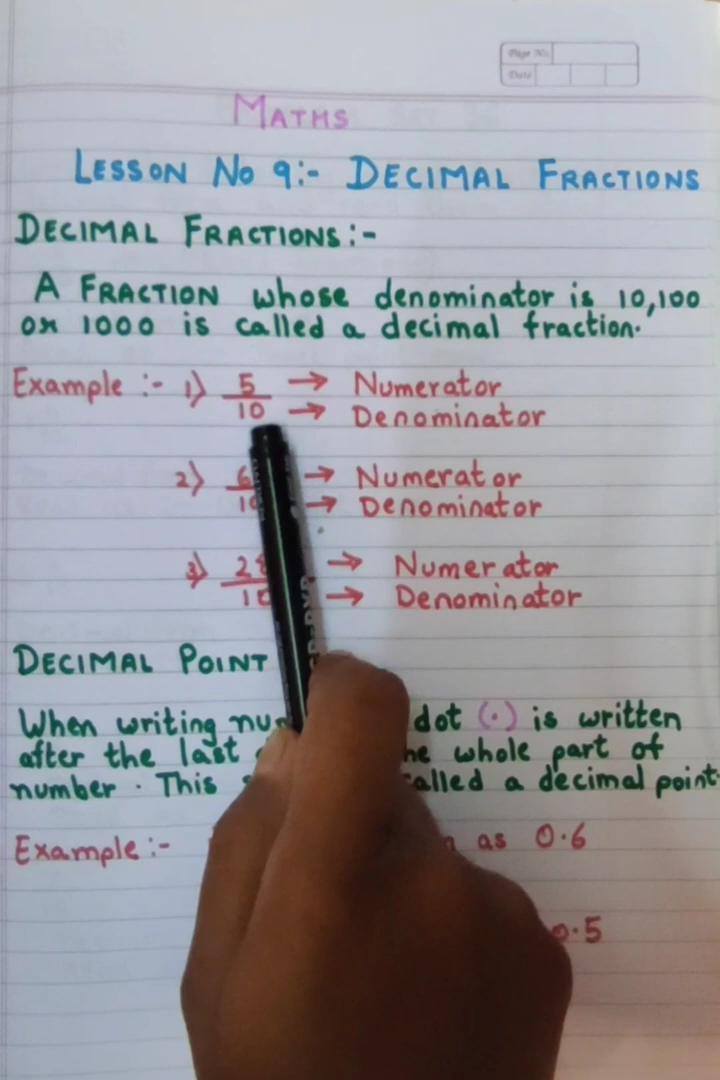 Page No.
Date
MATHS
LESSON No 9:- DECIMAL FRACTIONS
DECIMAL FRACTIONS:-
A FRACTION whose denominator is 10,100
or 1000 is called a decimal fraction.
Example :- 1) 5 → Numerator
10 → Denominator
2) 6 → Numerator
→ Denominator
3) → Numerator
→ Denominator
DECIMAL POINT
When writing dot (·) is written
after the last whole part of
number. This called a decimal point.
Example:- as 0.6
0.5